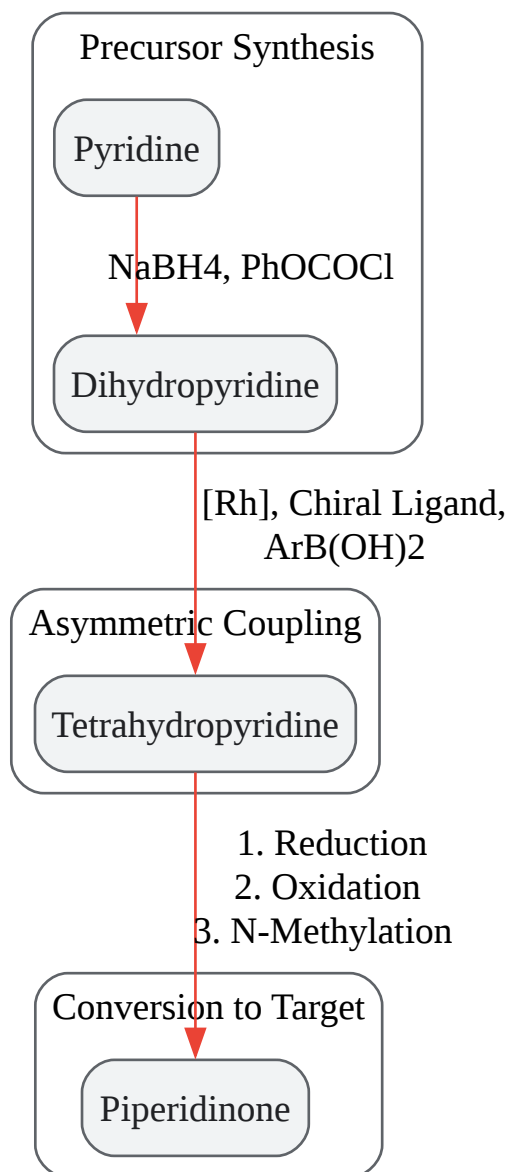 Precursor Synthesis
Pyridine
NaBH4, PhOCOCl
Dihydropyridine
[Rh], Chiral Ligand,
ArB(OH)2
Asymmetric Coupling
Tetrahydropyridine
1. Reduction
2. Oxidation
3. N-Methylation
Conversion to Target
Piperidinone